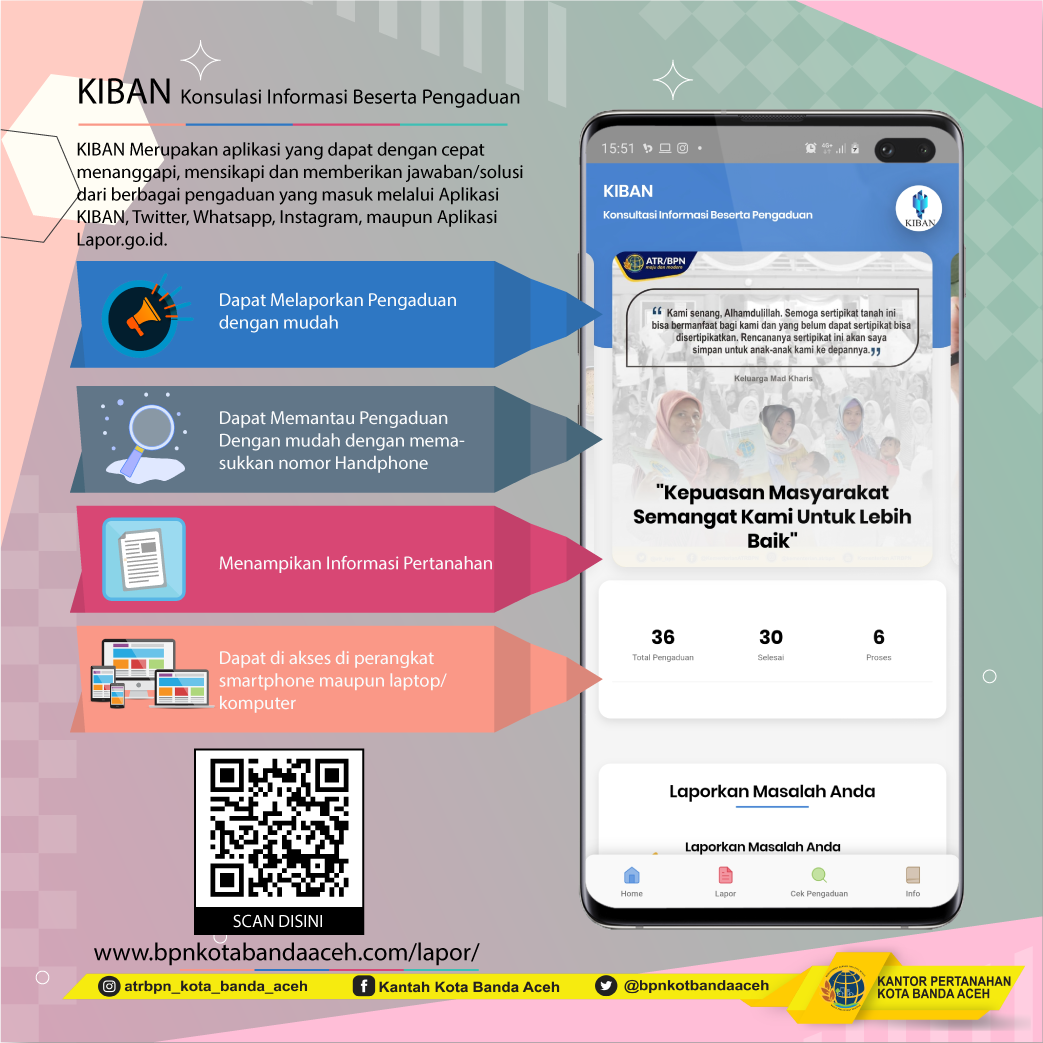 KIBAN Konsulasi Informasi Beserta Pengaduan
KIBAN Merupakan aplikasi yang dapat dengan cepat
menanggapi, mensikapi dan memberikan jawaban/solusi
dari berbagai pengaduan yang masuk melalui Aplikasi
KIBAN, Twitter, Whatsapp, Instagram, maupun Aplikasi
Lapor.go.id.
Dapat Melaporkan Pengaduan
dengan mudah
Dapat Memantau Pengaduan
Dengan mudah dengan mema-
sukkan nomor Handphone
Menampikan Informasi Pertanahan
Dapat di akses di perangkat
smartphone maupun laptop/
komputer
SCAN DISINI
www.bpnkotabandaaceh.com/lapor/
15:51
4G+
KIBAN
Konsultasi Informasi Beserta Pengaduan
KIBAN
ATR/BPN
maju dan modern
“ Kami senang, Alhamdulillah. Semoga sertipikat tanah ini
bisa bermanfaat bagi kami dan yang belum dapat sertipikat bisa
disertipikatkan. Rencananya sertipikat ini akan saya
simpan untuk anak-anak kami ke depannya.”
Keluarga Mad Kharis
"Kepuasan Masyarakat
Semangat Kami Untuk Lebih
Baik"
36 30 6
Total Pengaduan Selesai Proses
Laporkan Masalah Anda
Laporkan Masalah Anda
Home Lapor Cek Pengaduan Info
atrbpn_kota_banda_aceh Kantah Kota Banda Aceh @bpnkotbandaaceh
KANTOR PERTANAHAN
KOTA BANDA ACEH